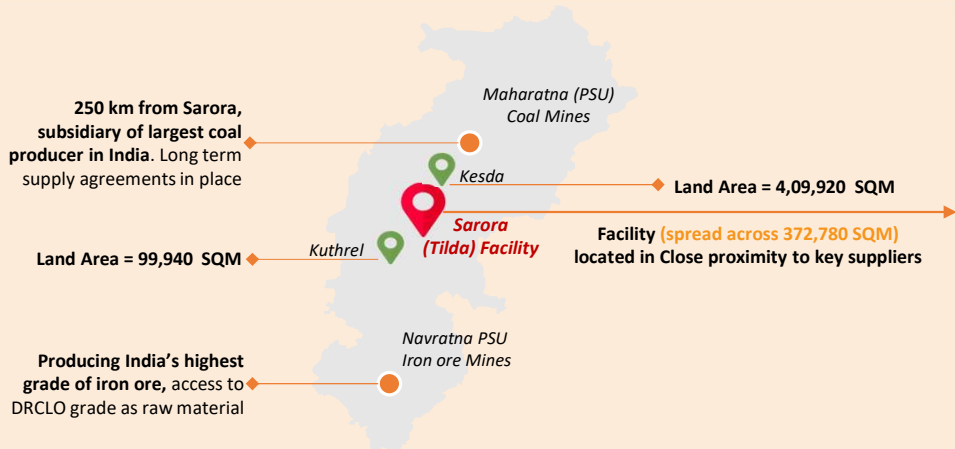 Maharatna (PSU)
Coal Mines
250 km from Sarora,
subsidiary of largest coal
producer in India. Long term
supply agreements in place
Kesda
Land Area = 4,09,920 SQM
Sarora
(Tilda) Facility
Facility (spread across 372,780 SQM)
located in Close proximity to key suppliers
Kuthrel
Land Area = 99,940 SQM
Navratna PSU
Iron ore Mines
Producing India’s highest
grade of iron ore, access to
DRCLO grade as raw material